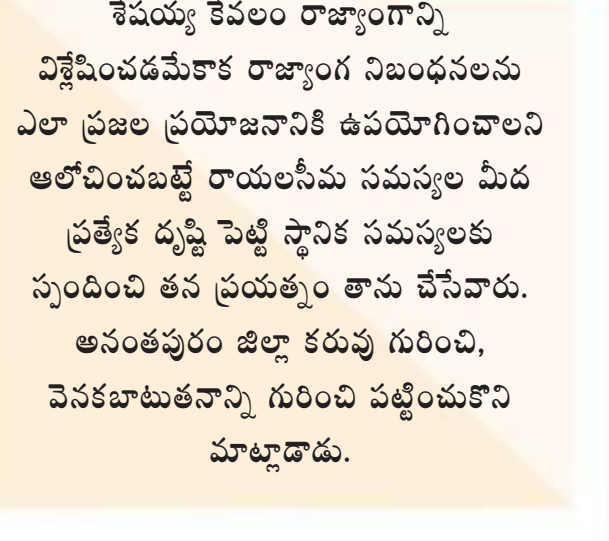 శేషయ్య కేవలం రాజ్యాంగాన్ని
విశ్లేషించడమేకాక రాజ్యాంగ నిబంధనలను
ఎలా ప్రజల ప్రయోజనానికి ఉపయోగించాలని
ఆలోచించబట్టే రాయలసీమ సమస్యల మీద
ప్రత్యేక దృష్టి పెట్టి స్థానిక సమస్యలకు
స్పందించి తన ప్రయత్నం తాను చేసేవారు.
అనంతపురం జిల్లా కరువు గురించి,
వెనకబాటుతనాన్ని గురించి పట్టించుకొని
మాట్లాడాడు.